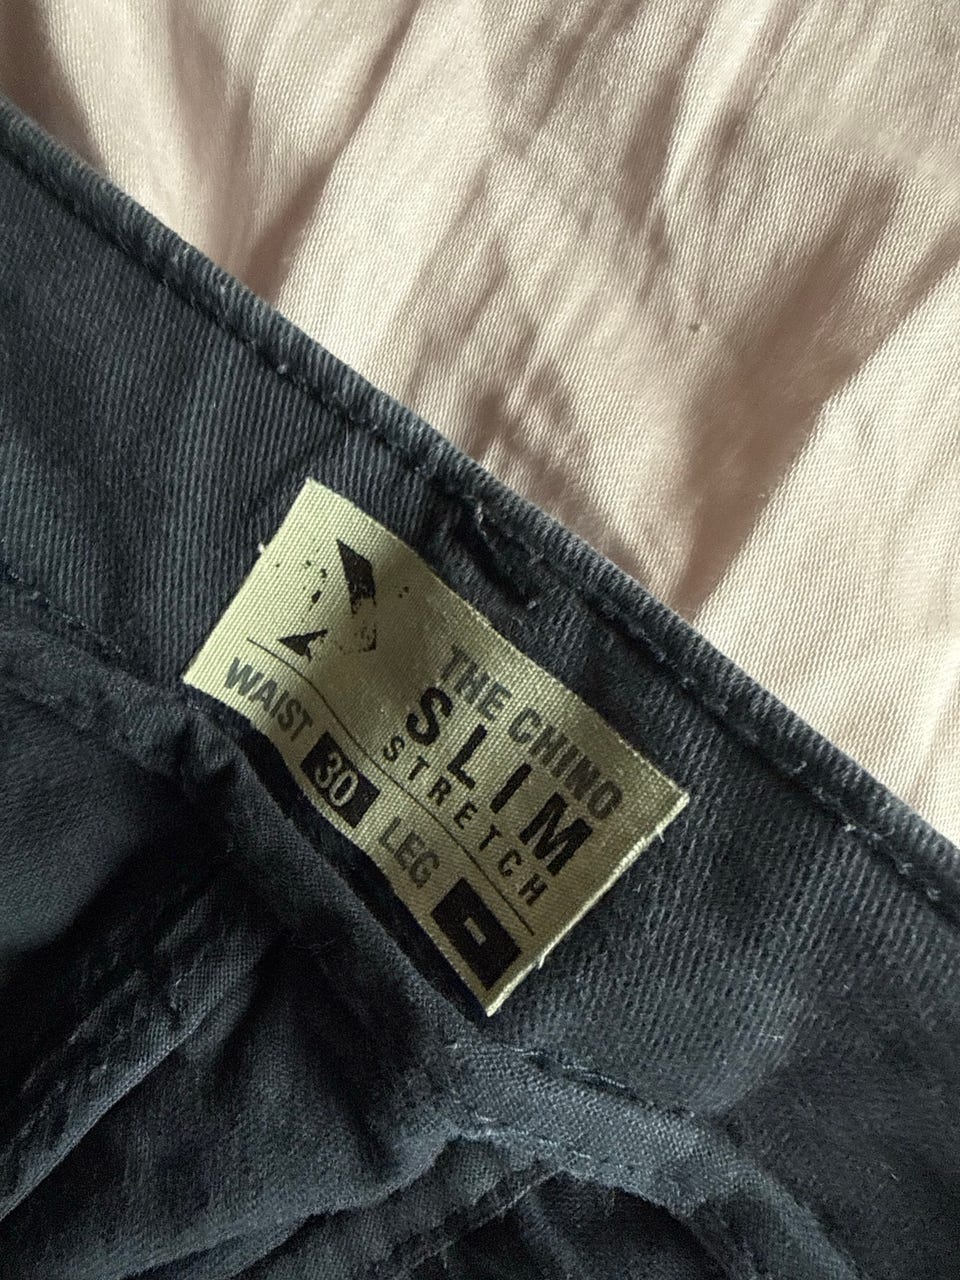 THE CHINO
SLIM
STRETCH
WAIST 30 LEG -